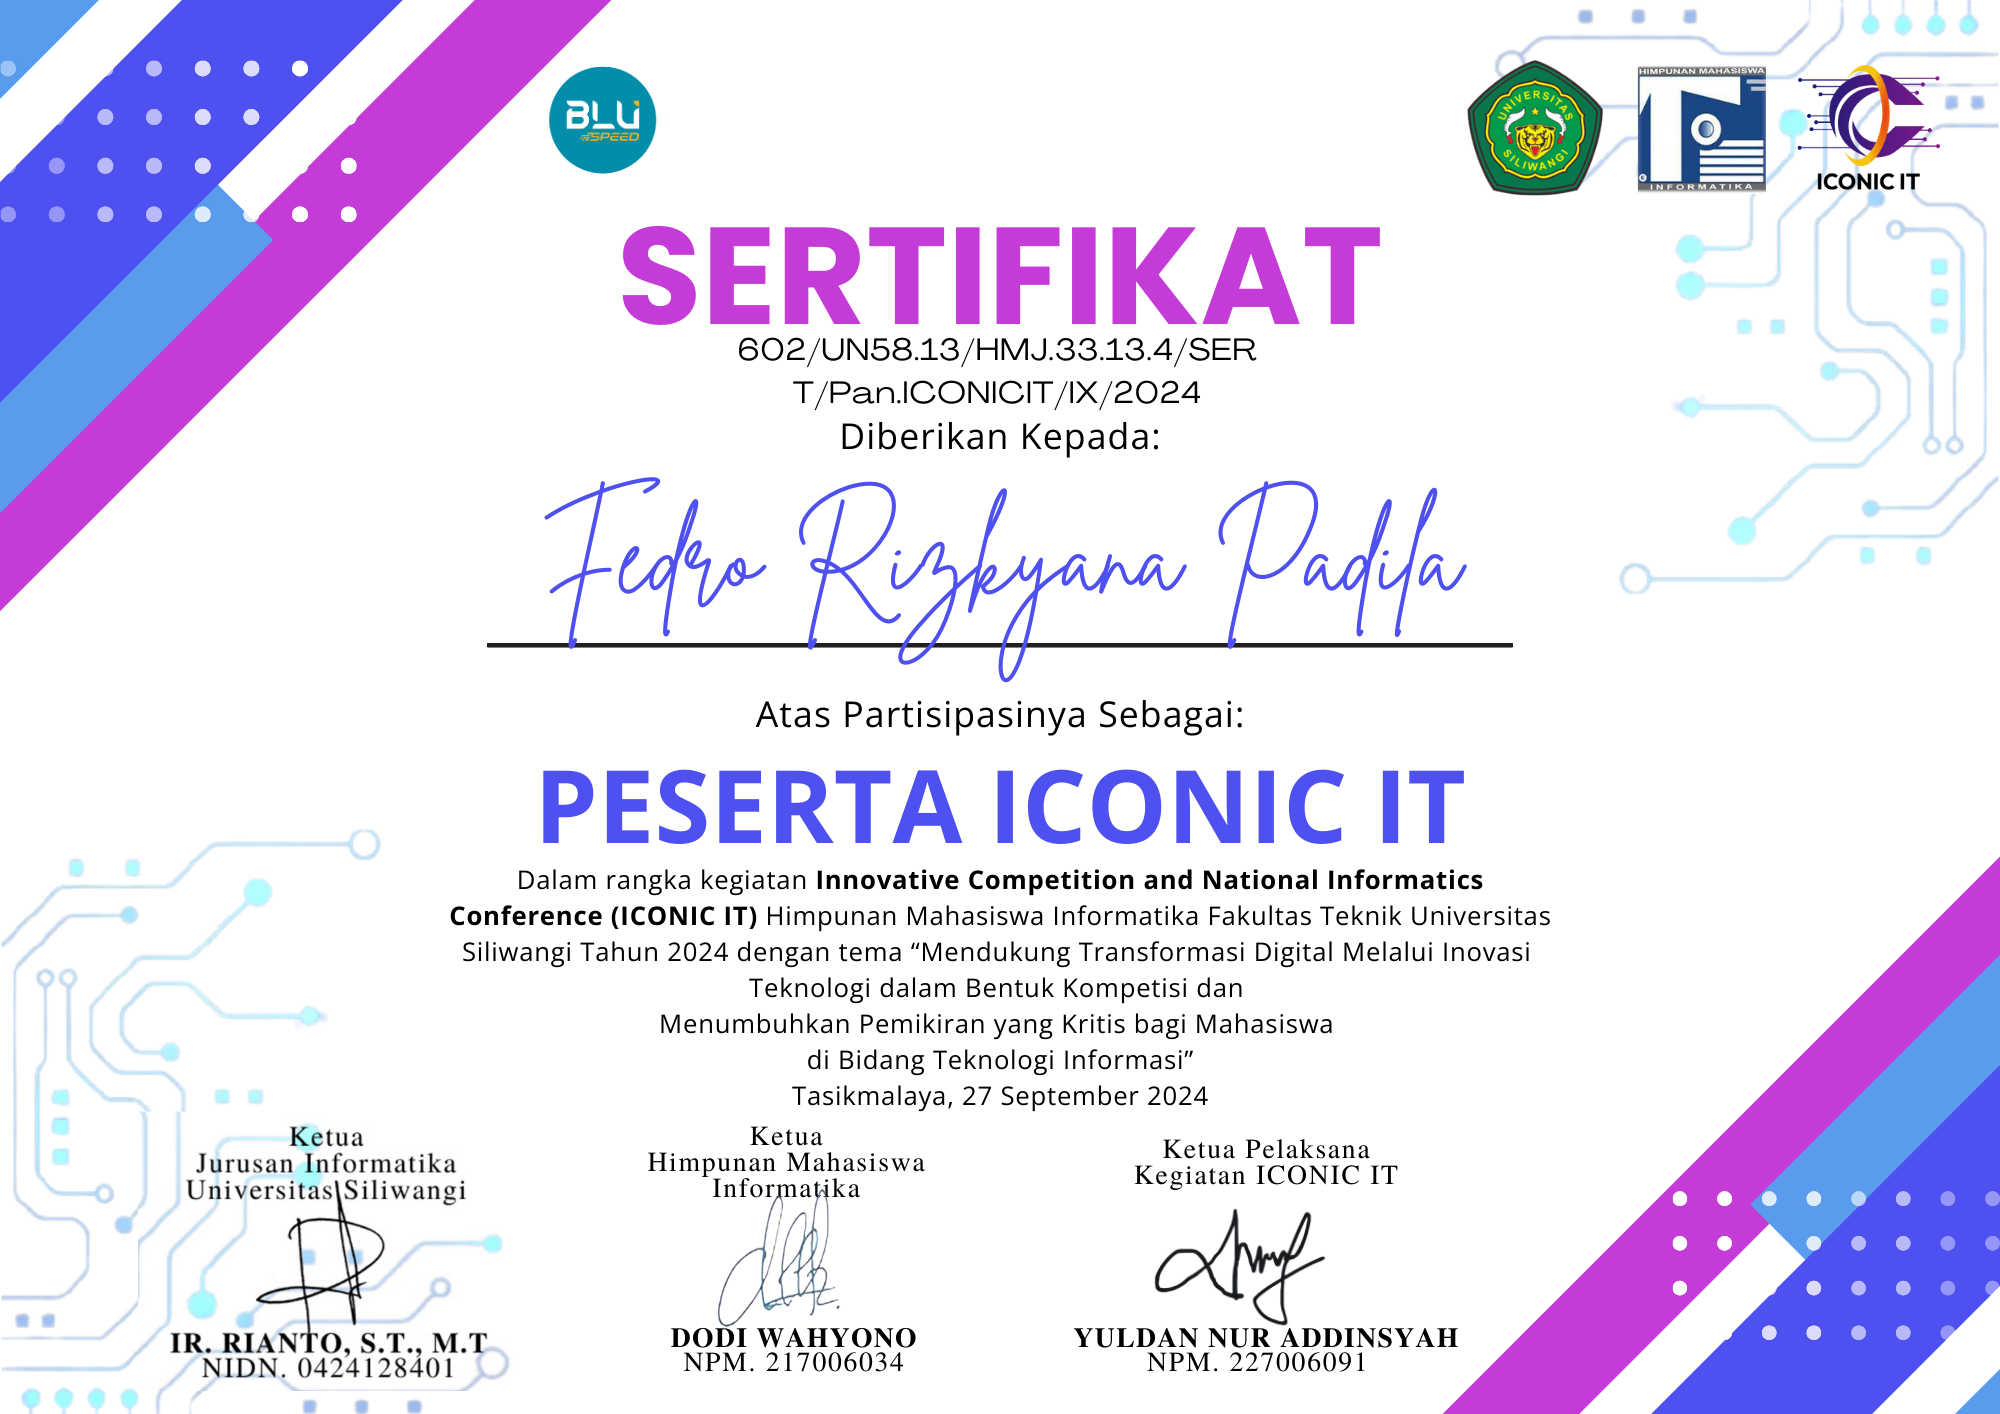 BLU
SPEED
UNIVERSITAS
SILIWANGI
HIMPUNAN MAHASISWA
INFORMATIKA
ICONIC IT
SERTIFIKAT
602/UN58.13/HMJ.33.13.4/SER
T/Pan.ICONICIT/IX/2024
Diberikan Kepada:
Fedro Rizkyana Padila
Atas Partisipasinya Sebagai:
PESERTA ICONIC IT
Dalam rangka kegiatan Innovative Competition and National Informatics
Conference (ICONIC IT) Himpunan Mahasiswa Informatika Fakultas Teknik Universitas
Siliwangi Tahun 2024 dengan tema “Mendukung Transformasi Digital Melalui Inovasi
Teknologi dalam Bentuk Kompetisi dan
Menumbuhkan Pemikiran yang Kritis bagi Mahasiswa
di Bidang Teknologi Informasi”
Tasikmalaya, 27 September 2024
Ketua
Jurusan Informatika
Universitas Siliwangi
IR. RIANTO, S.T., M.T
NIDN. 0424128401
Ketua
Himpunan Mahasiswa
Informatika
DODI WAHYONO
NPM. 217006034
Ketua Pelaksana
Kegiatan ICONIC IT
YULDAN NUR ADDINSYAH
NPM. 227006091